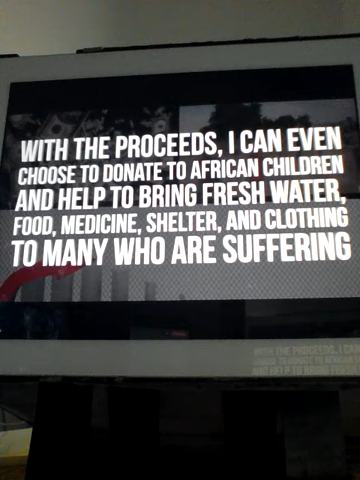 WITH THE PROCEEDS, I CAN EVEN
CHOOSE TO DONATE TO AFRICAN CHILDREN
AND HELP TO BRING FRESH WATER,
FOOD, MEDICINE, SHELTER, AND CLOTHING
TO MANY WHO ARE SUFFERING